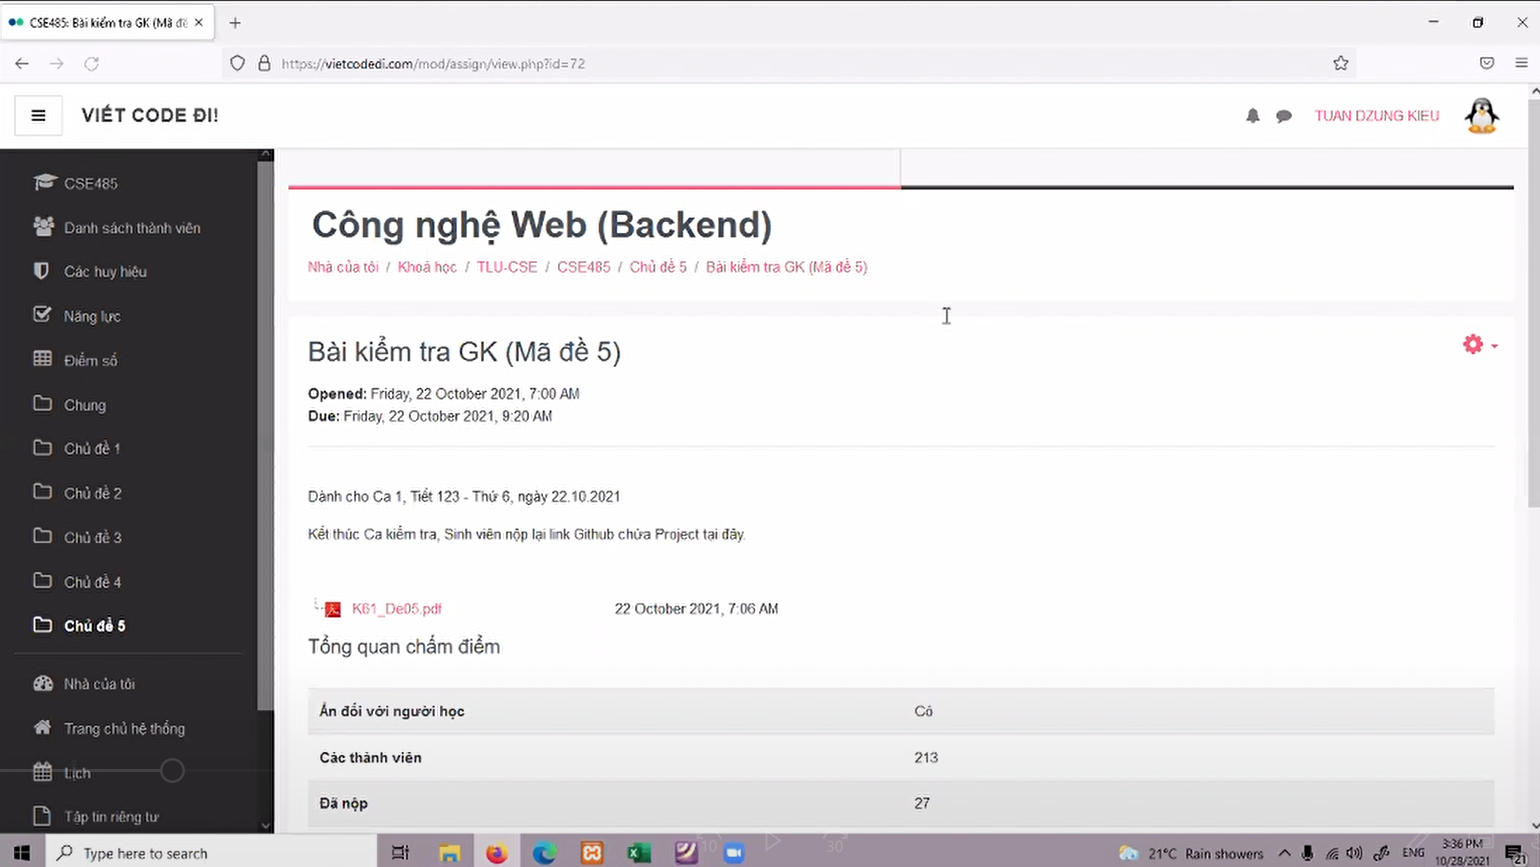 CSE485: Bài kiểm tra GK (Mã đề
https://vietcodedi.com/mod/assign/view.php?id=72
VIẾT CODE ĐI!
TUAN DZUNG KIEU
CSE485
Danh sách thành viên
Các huy hiệu
Năng lực
Điểm số
Chung
Chủ đề 1
Chủ đề 2
Chủ đề 3
Chủ đề 4
Chủ đề 5
Nhà của tôi
Trang chủ hệ thống
Lịch
Tập tin riêng tư
Công nghệ Web (Backend)
Nhà của tôi / Khoá học / TLU-CSE / CSE485 / Chủ đề 5 / Bài kiểm tra GK (Mã đề 5)
Bài kiểm tra GK (Mã đề 5)
Opened: Friday, 22 October 2021, 7:00 AM
Due: Friday, 22 October 2021, 9:20 AM
Dành cho Ca 1, Tiết 123 - Thứ 6, ngày 22.10.2021
Kết thúc Ca kiểm tra, Sinh viên nộp lại link Github chứa Project tại đây.
K61_De05.pdf 22 October 2021, 7:06 AM
Tổng quan chấm điểm
Ẩn đối với người học Có
Các thành viên 213
Đã nộp 27
Type here to search
10
30
21°C Rain showers
ENG
3:36 PM
10/28/2021